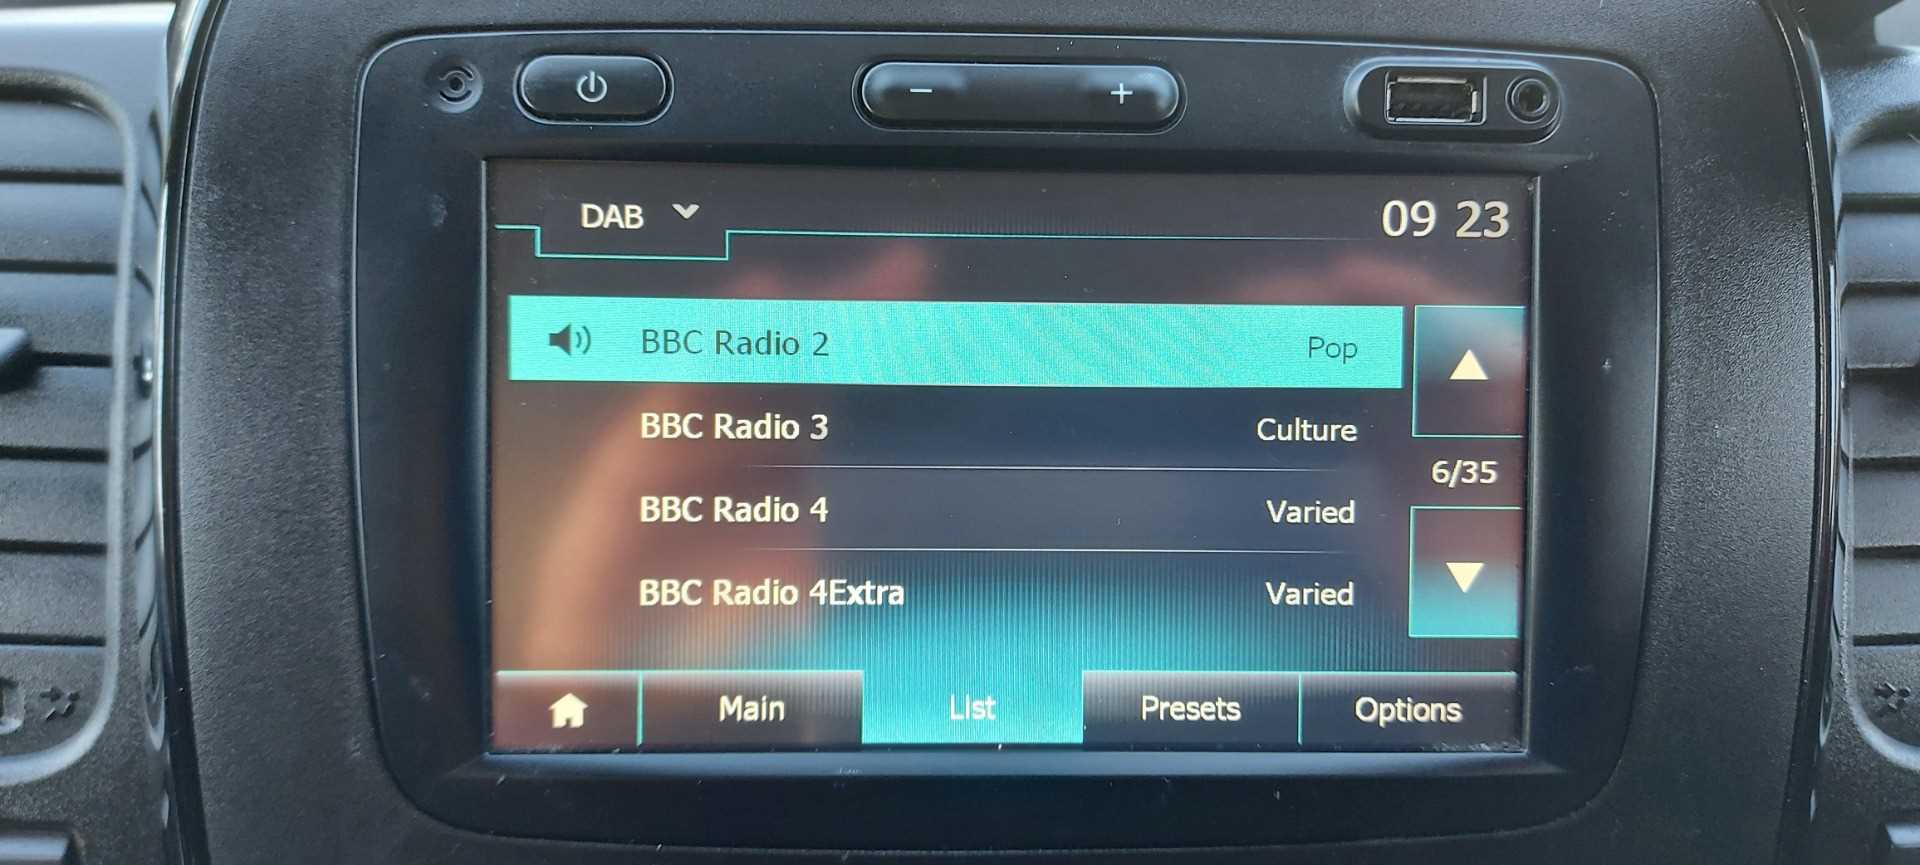 DAB
09 23
BBC Radio 2 Pop
BBC Radio 3 Culture
6/35
BBC Radio 4 Varied
BBC Radio 4Extra Varied
Main List Presets Options